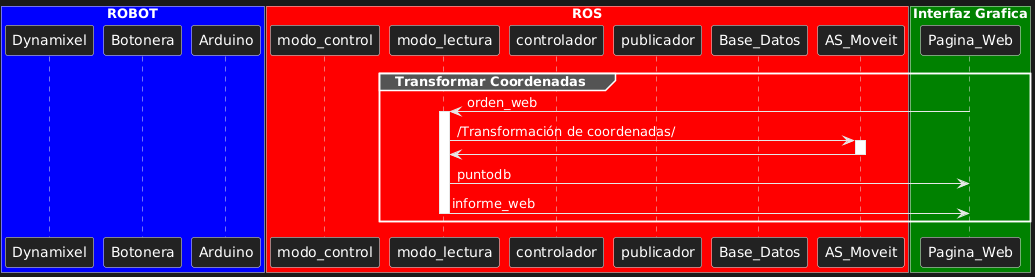 ROBOT ROS Interfaz Grafica
Dynamixel Botonera Arduino modo_control modo_lectura controlador publicador Base_Datos AS_Moveit Pagina_Web
Transformar Coordenadas
orden_web
/Transformación de coordenadas/
puntodb
informe_web
Dynamixel Botonera Arduino modo_control modo_lectura controlador publicador Base_Datos AS_Moveit Pagina_Web